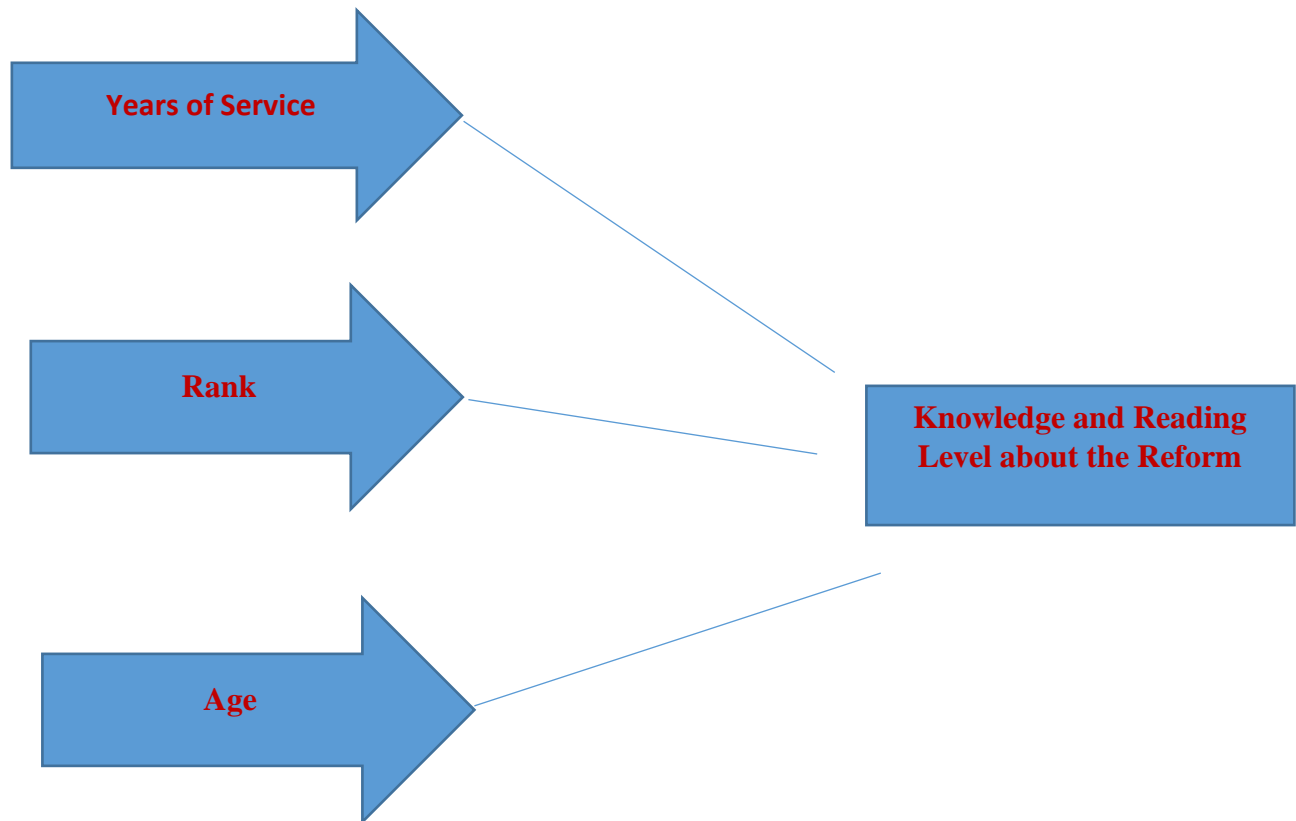 Years of Service
Rank
Knowledge and Reading
Level about the Reform
Age